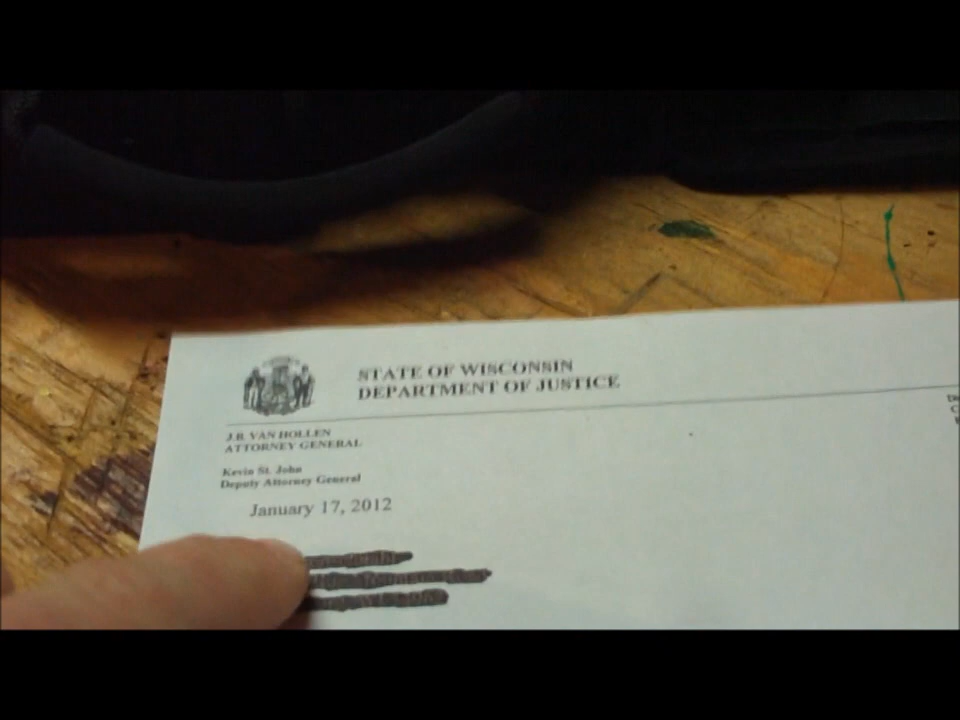 STATE OF WISCONSIN
DEPARTMENT OF JUSTICE
J.B. VAN HOLLEN
ATTORNEY GENERAL
Kevin St. John
Deputy Attorney General
January 17, 2012